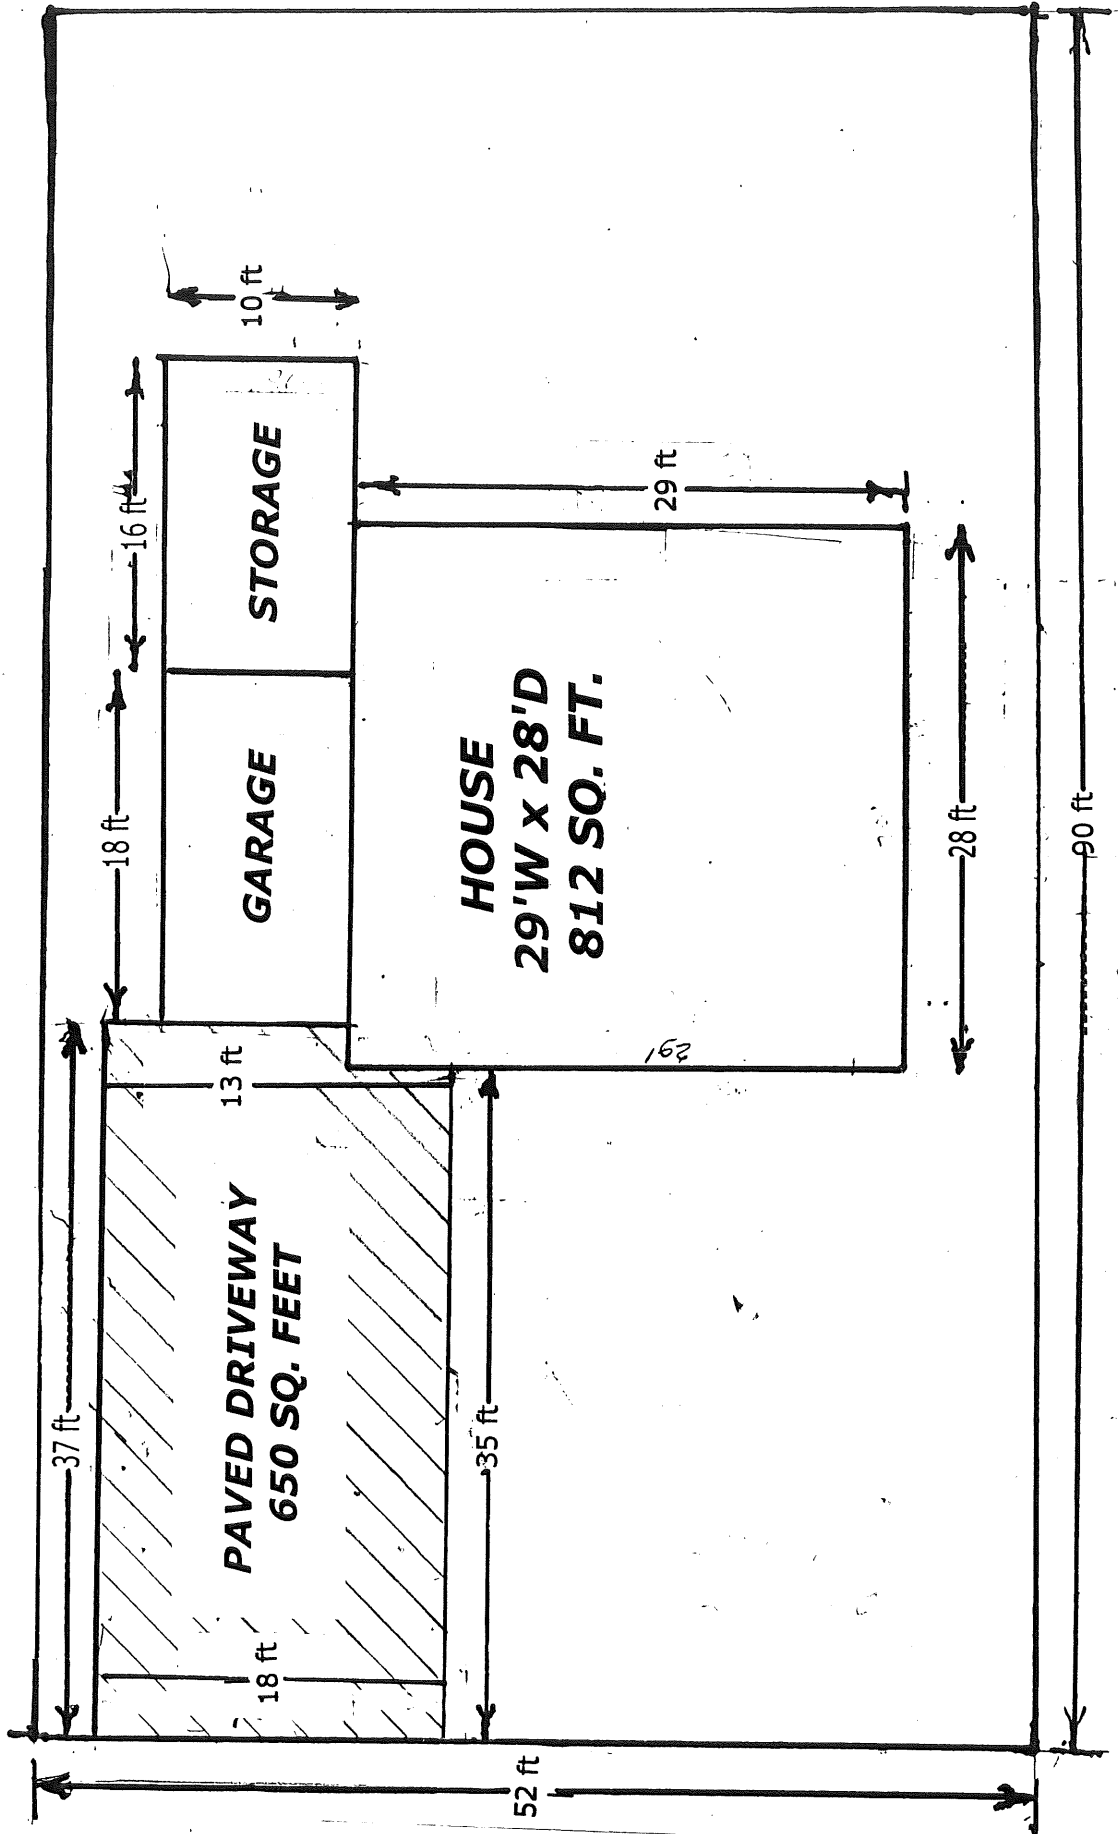 10 ft
16 ft
STORAGE
29 ft
18 ft
GARAGE
HOUSE
29'W x 28'D
812 SQ. FT.
28 ft
90 ft
29'
37 ft
13 ft
PAVED DRIVEWAY
650 SQ. FEET
35 ft
18 ft
52 ft